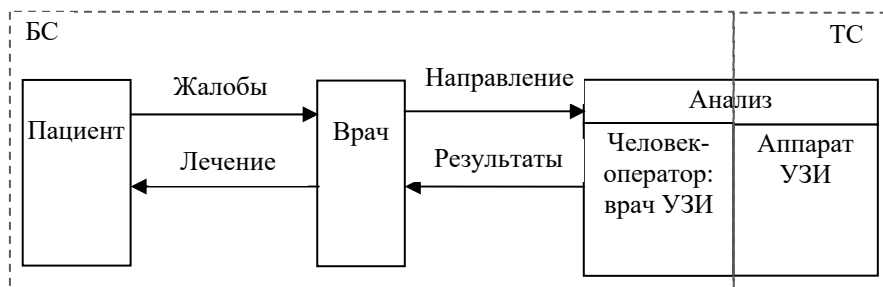 БС
ТС
Жалобы
Направление
Анализ
Пациент
Врач
Лечение
Результаты
Человек-
оператор:
врач УЗИ
Аппарат
УЗИ